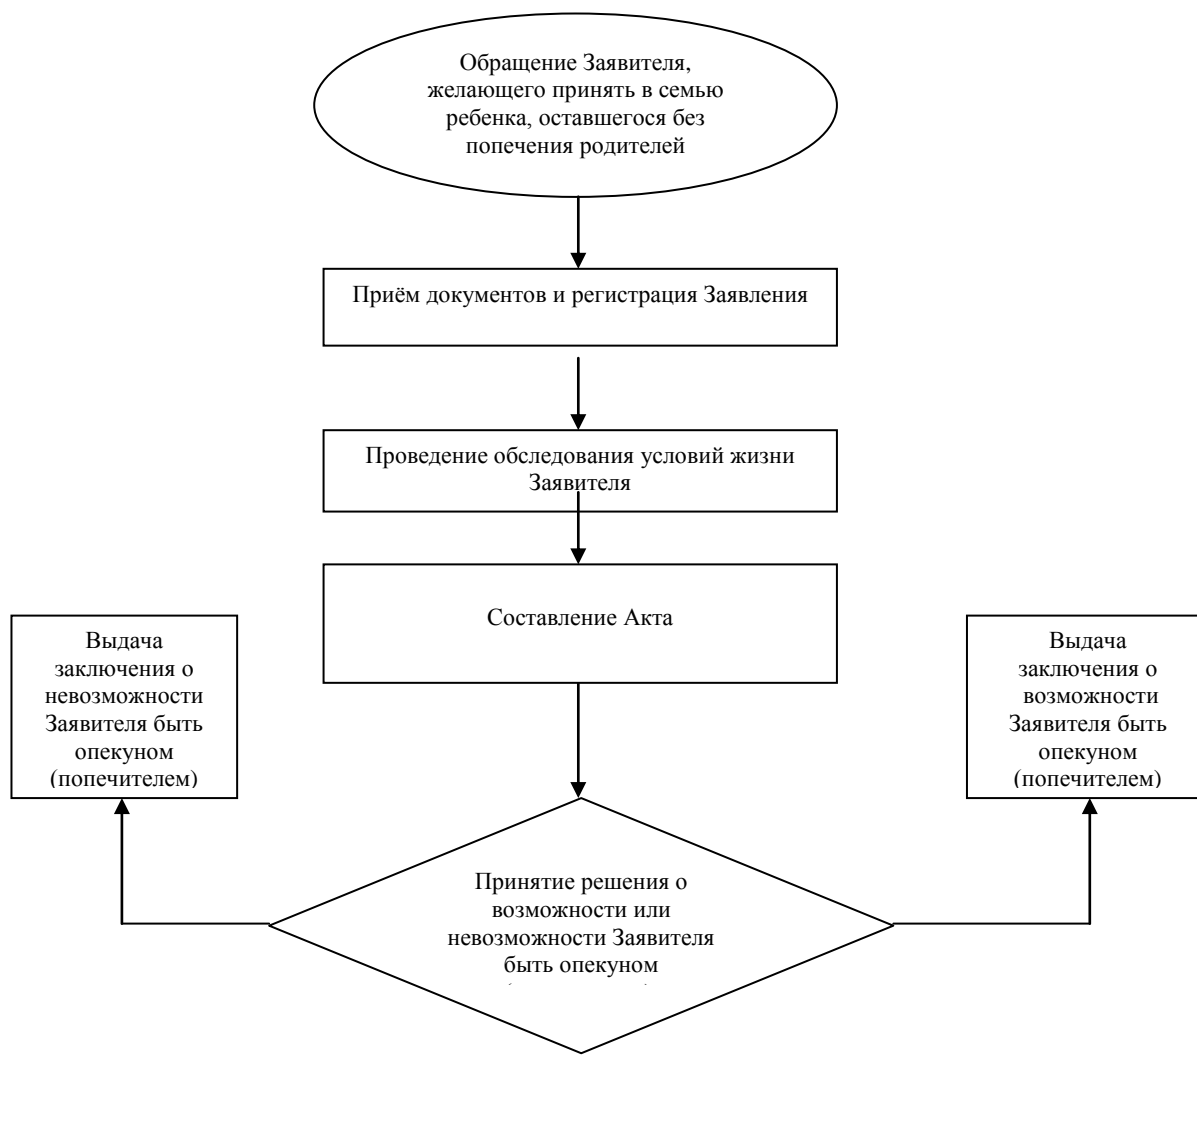 Обращение Заявителя,
желающего принять в семью
ребенка, оставшегося без
попечения родителей
Приём документов и регистрация Заявления
Проведение обследования условий жизни
Заявителя
Составление Акта
Выдача
заключения о
невозможности
Заявителя быть
опекуном
(попечителем)
Выдача
заключения о
возможности
Заявителя быть
опекуном
(попечителем)
Принятие решения о
возможности или
невозможности Заявителя
быть опекуном